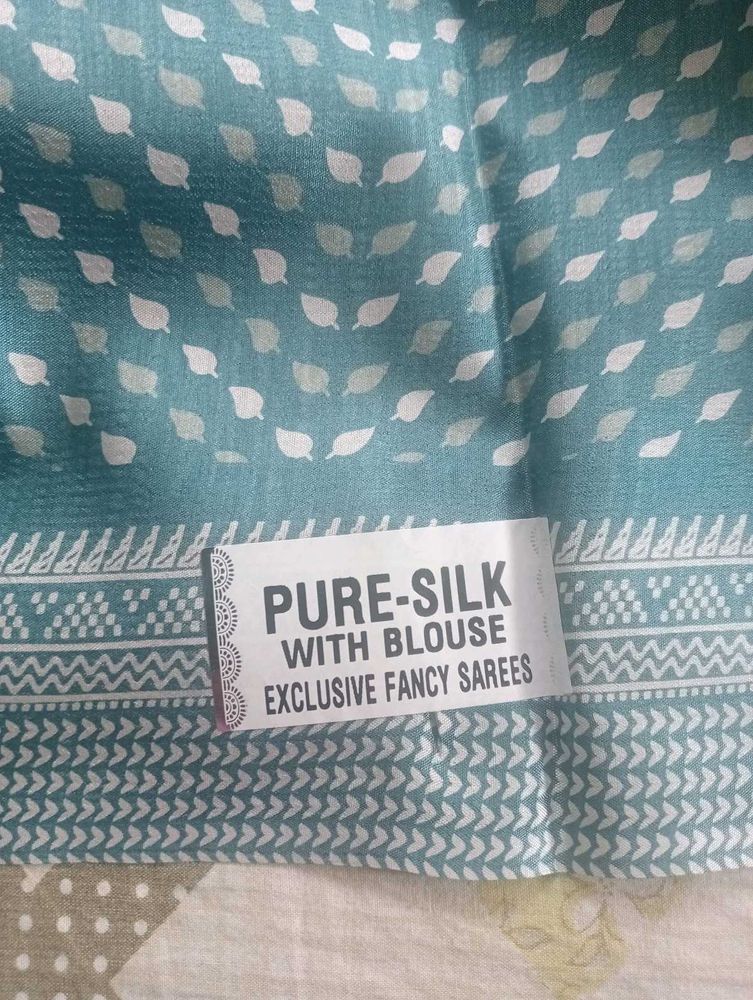 PURE-SILK
WITH BLOUSE
EXCLUSIVE FANCY SAREES